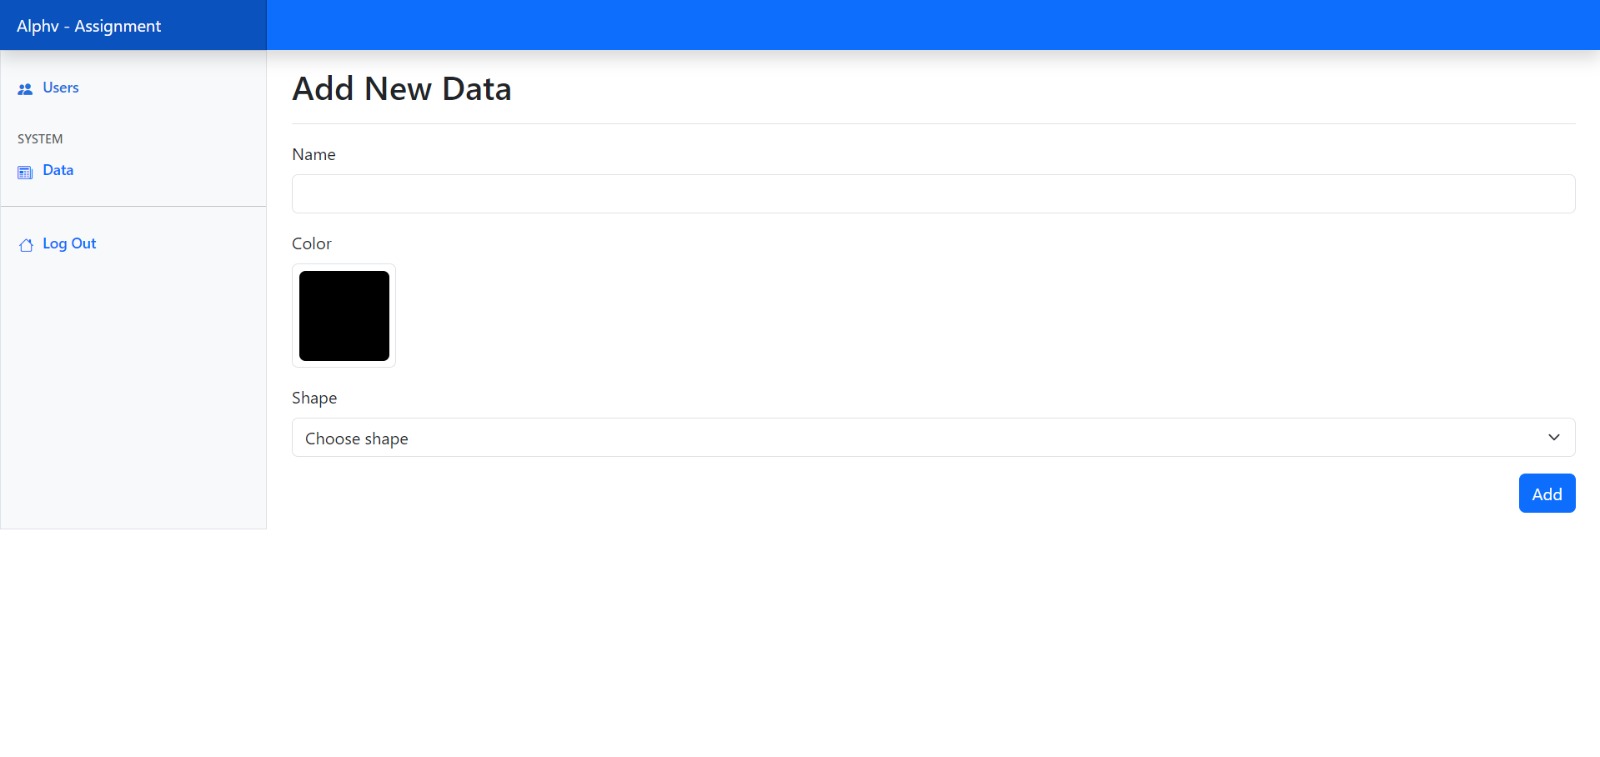 Alphv - Assignment
Users
SYSTEM
Data
Log Out
Add New Data
Name
Color
Shape
Choose shape
Add